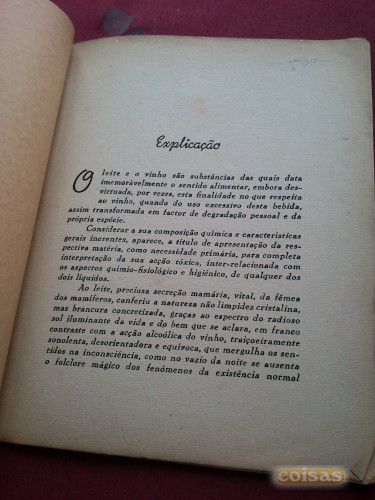 Explicação
O leite e o vinho são substâncias das quais data
imemoràvelmente o sentido alimentar, embora des-
virtuada, por vezes, esta finalidade no que respeita
ao vinho, quando do uso excessivo desta bebida,
assim transformada em factor de degradação pessoal e da
própria espécie.
Considerar a sua composição química e características
gerais inerentes, aparece, a título de apresentação da res-
pectiva matéria, como necessidade primária, para completa
interpretação da sua acção tóxica, inter-relacionada com
os aspectos quimio-fisiológico e higiénico, de qualquer dos
dois líquidos.
Ao leite, preciosa secreção mamária, vital, da fêmea
dos mamíferos, conferiu a natureza não limpidez cristalina,
mas brancura concretizada, graças ao espectro do radioso
sol iluminante da vida e do bem que se aclara, em franco
contraste com a acção alcoólica do vinho, traiçoeiramente
sonolenta, desorientadora e equívoca, que mergulha os sen-
tidos na inconsciência, como no vazio da noite se ausenta
o folclore mágico dos fenómenos da existência normal
coisas